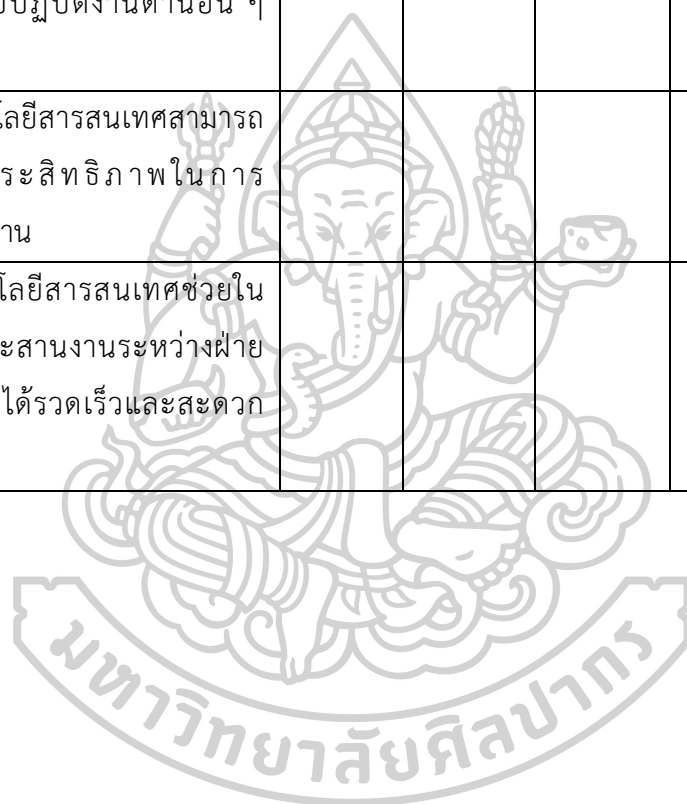 ปฏิบัติงานด้านอื่น ๆ
โลยีสารสนเทศสามารถ
ระสิทธิภาพในการ
าน
โลยีสารสนเทศช่วยใน
ะสานงานระหว่างฝ่าย
ได้รวดเร็วและสะดวก
มหาวิทยาลัยศิลปากร